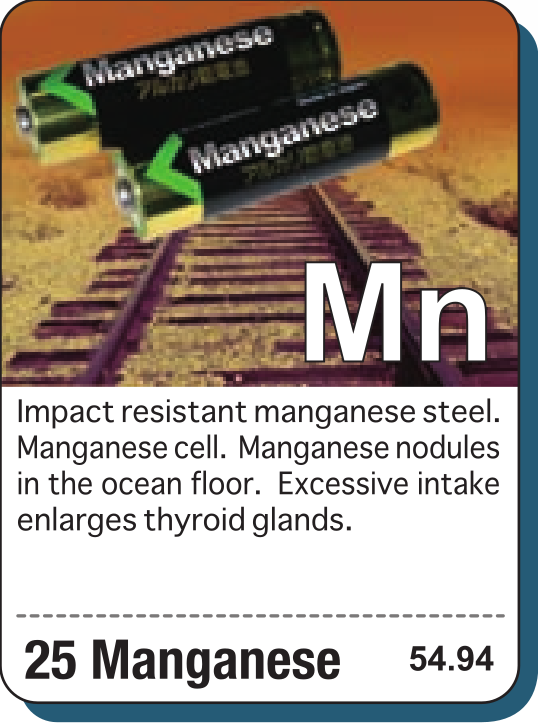 Manganese
Manganese
Mn
Impact resistant manganese steel.
Manganese cell. Manganese nodules
in the ocean floor. Excessive intake
enlarges thyroid glands.
25 Manganese 54.94